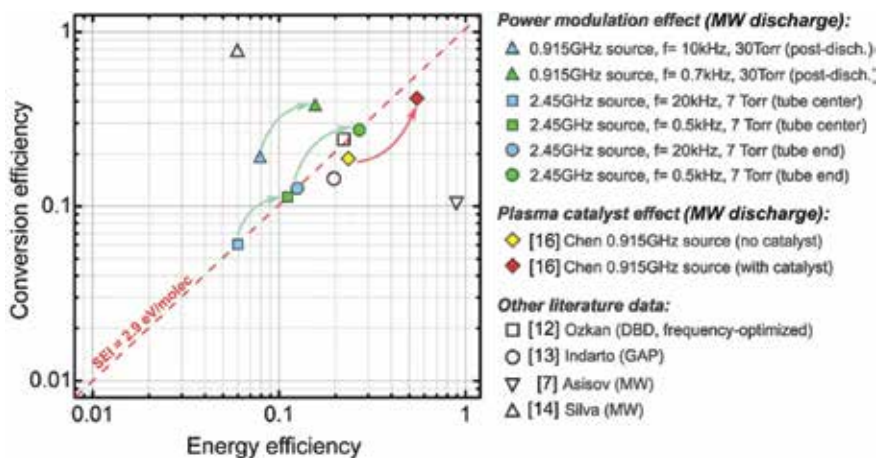 1
0.1
0.01
0.01
0.1
1
Conversion efficiency
Energy efficiency
SEI = 2.9 eV/molec
Power modulation effect (MW discharge):
0.915GHz source, f= 10kHz, 30Torr (post-disch.)
0.915GHz source, f= 0.7kHz, 30Torr (post-disch.)
2.45GHz source, f= 20kHz, 7 Torr (tube center)
2.45GHz source, f= 0.5kHz, 7 Torr (tube center)
2.45GHz source, f= 20kHz, 7 Torr (tube end)
2.45GHz source, f= 0.5kHz, 7 Torr (tube end)
Plasma catalyst effect (MW discharge):
[16] Chen 0.915GHz source (no catalyst)
[16] Chen 0.915GHz source (with catalyst)
Other literature data:
[12] Ozkan (DBD, frequency-optimized)
[13] Indarto (GAP)
[7] Asisov (MW)
[14] Silva (MW)